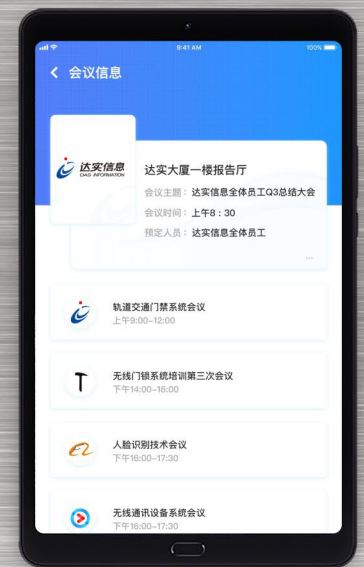 9:41 AM
100%
会议信息
达实信息
DAS INFORMATION
达实大厦一楼报告厅
会议主题：达实信息全体员工Q3总结大会
会议时间：上午8：30
预定人员：达实信息全体员工
轨道交通门禁系统会议
上午9:00-12:00
无线门锁系统培训第三次会议
下午14:00-16:00
人脸识别技术会议
下午16:00-17:30
无线通讯设备系统会议
下午16:00-17:30